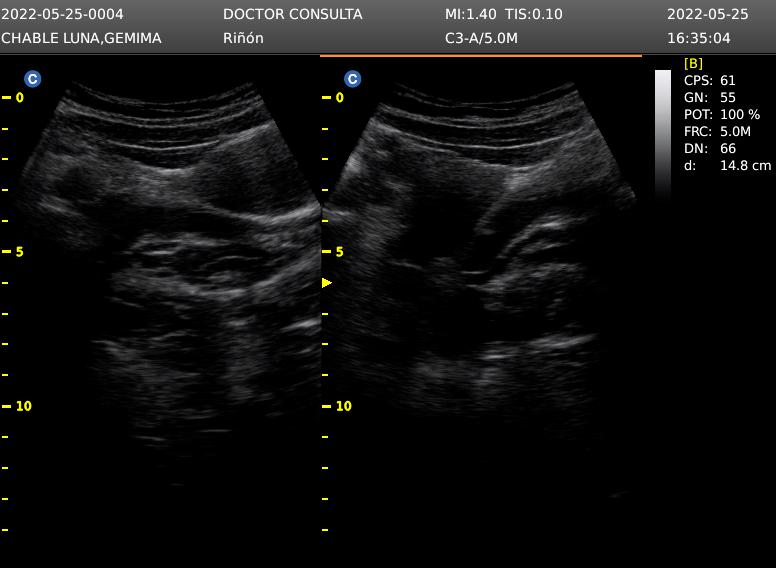 2022-05-25-0004 DOCTOR CONSULTA MI:1.40 TIS:0.10 2022-05-25
CHABLE LUNA,GEMIMA Riñón C3-A/5.0M 16:35:04
[B]
CPS: 61
GN: 55
POT: 100 %
FRC: 5.0M
DN: 66
d: 14.8 cm
C C
0 0
5 5
10 10